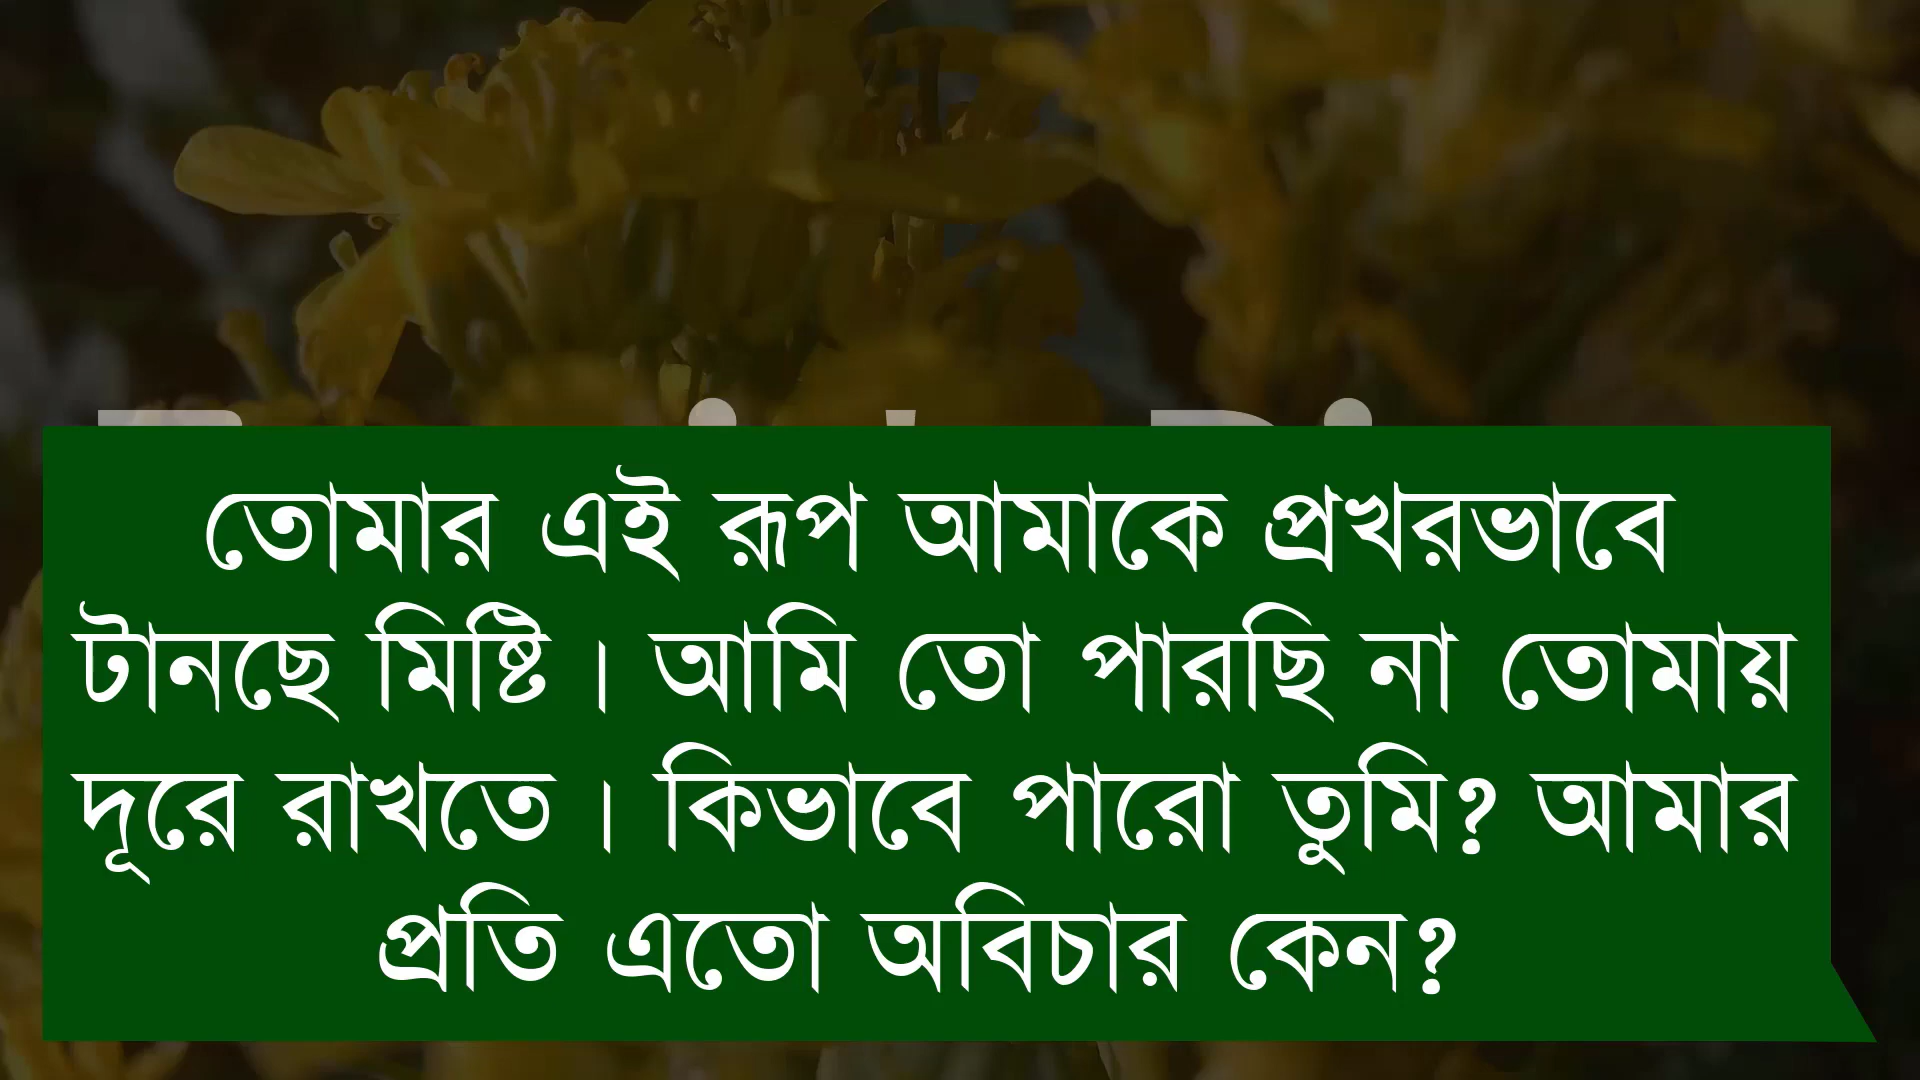 তোমার এই রূপ আমাকে প্রখরভাবে
টানছে মিষ্টি। আমি তো পারছি না তোমায়
দূরে রাখতে। কিভাবে পারো তুমি? আমার
প্রতি এতো অবিচার কেন?